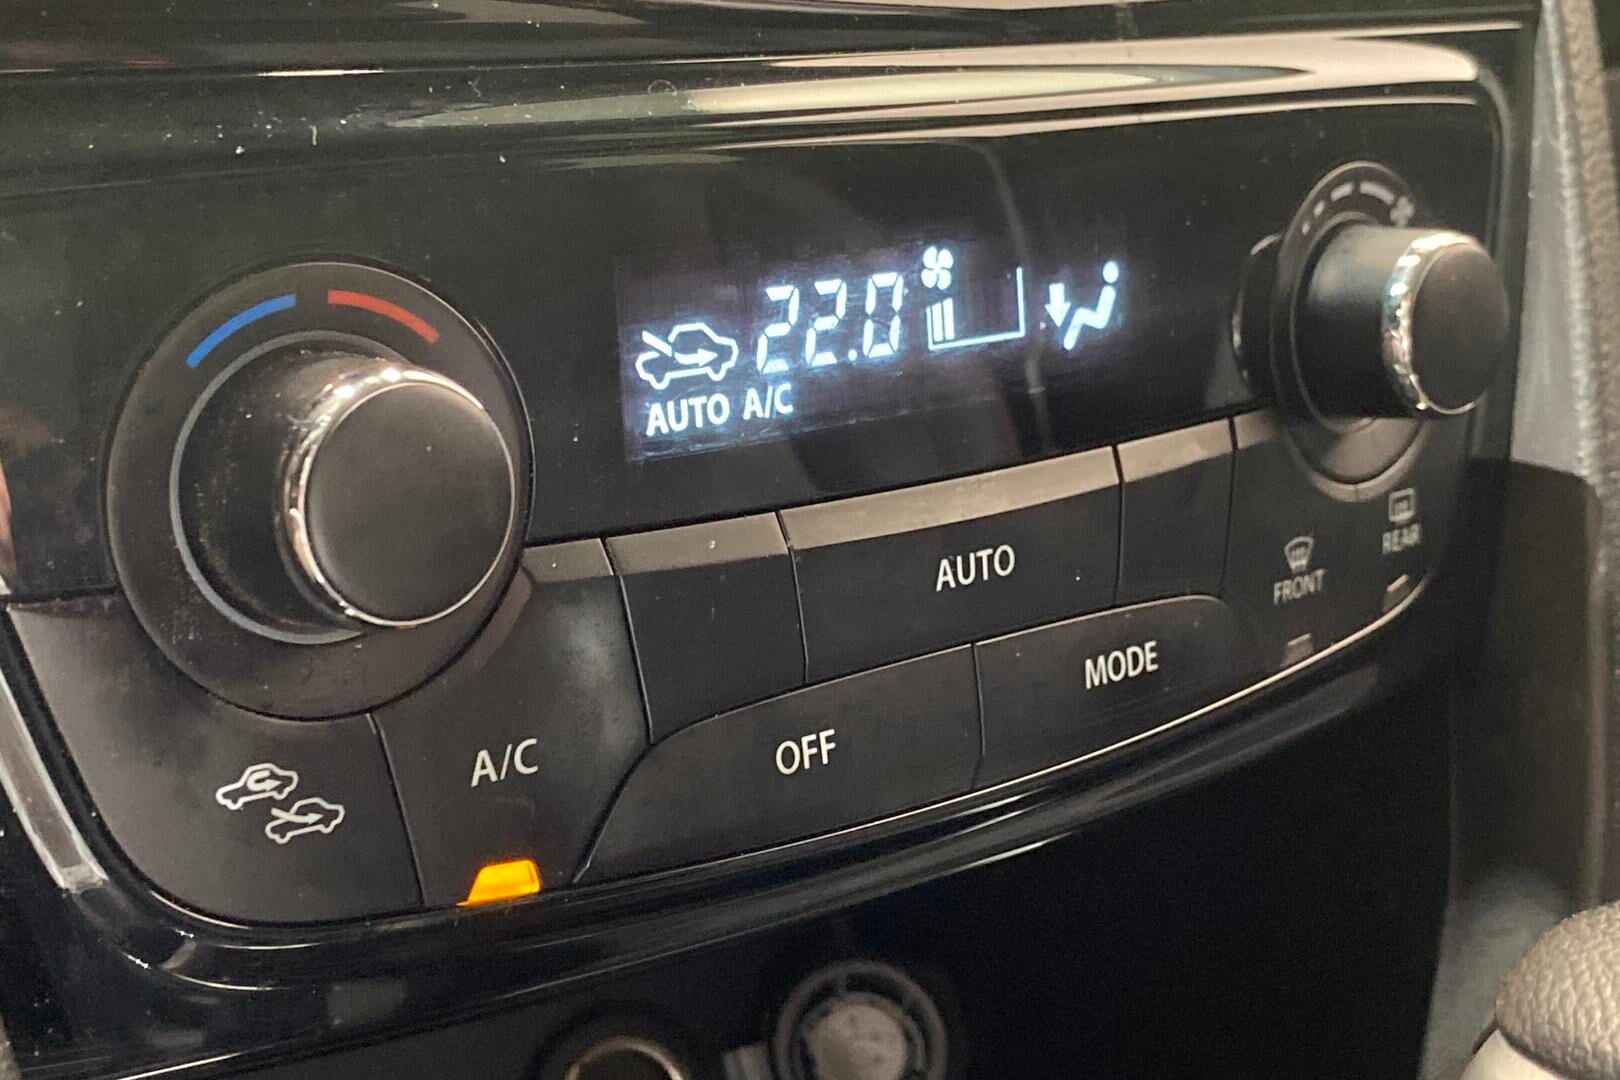 22.0
AUTO A/C
AUTO
REAR
FRONT
MODE
OFF
A/C